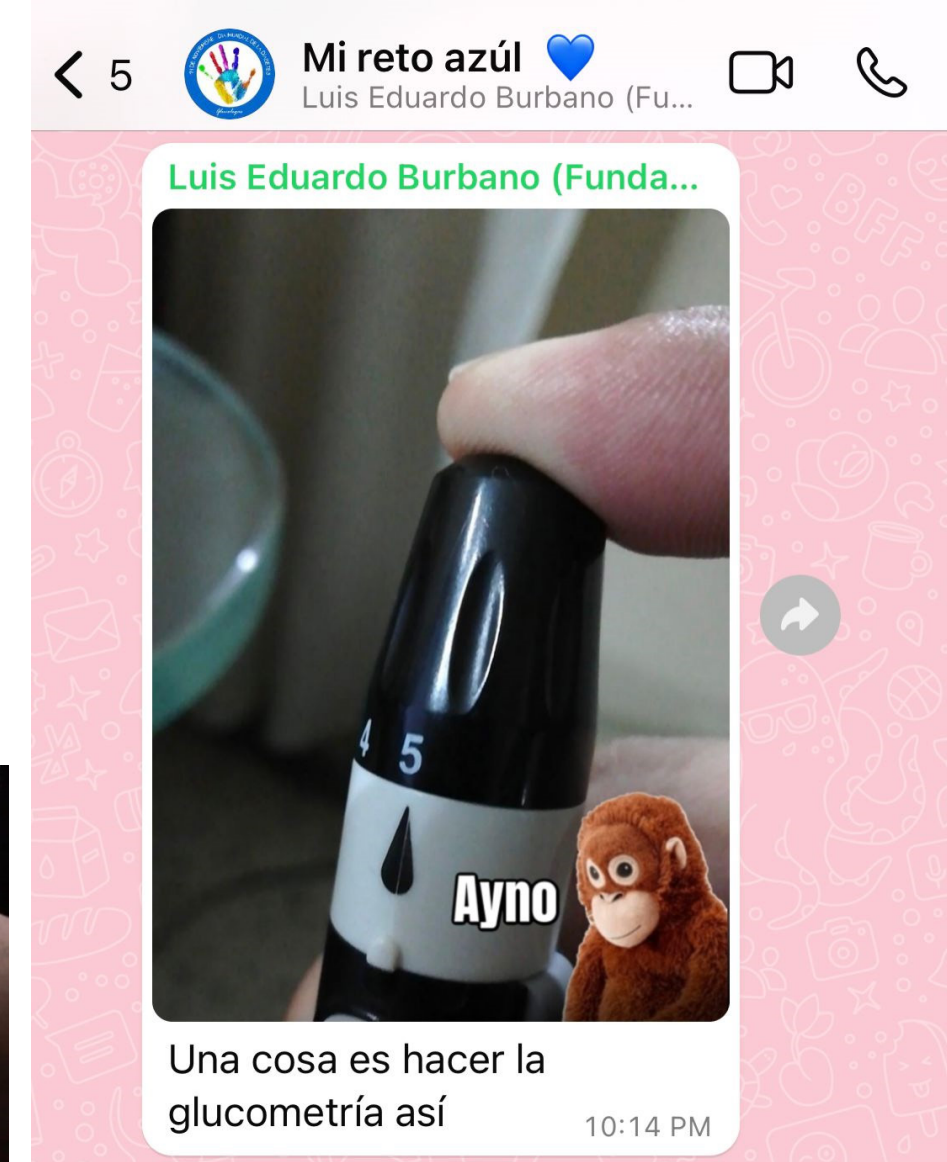 5
Mi reto azúl 💙
Luis Eduardo Burbano (Fu...
Luis Eduardo Burbano (Funda...
4 5
Ayno
Una cosa es hacer la
glucometría así
10:14 PM
BFF